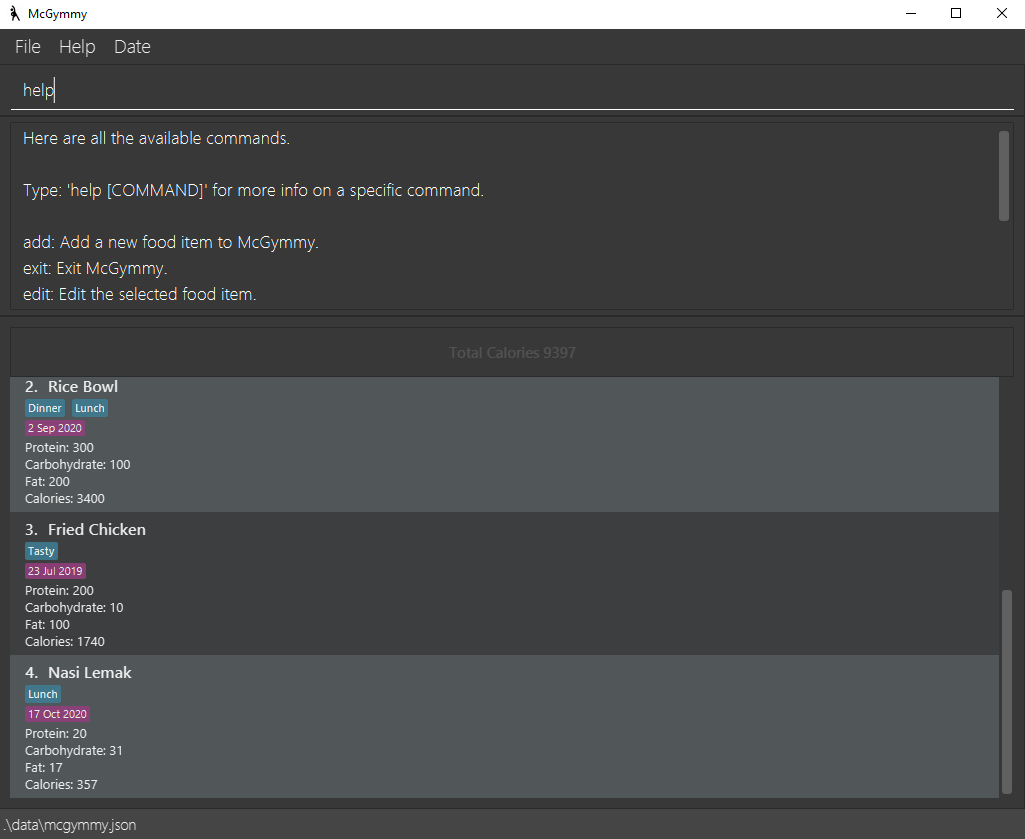 McGymmy
File Help Date
help
Here are all the available commands.
Type: 'help [COMMAND]' for more info on a specific command.
add: Add a new food item to McGymmy.
exit: Exit McGymmy.
edit: Edit the selected food item.
Total Calories 9397
2. Rice Bowl
Dinner Lunch
2 Sep 2020
Protein: 300
Carbohydrate: 100
Fat: 200
Calories: 3400
3. Fried Chicken
Tasty
23 Jul 2019
Protein: 200
Carbohydrate: 10
Fat: 100
Calories: 1740
4. Nasi Lemak
Lunch
17 Oct 2020
Protein: 20
Carbohydrate: 31
Fat: 17
Calories: 357
.\data\mcgymmy.json